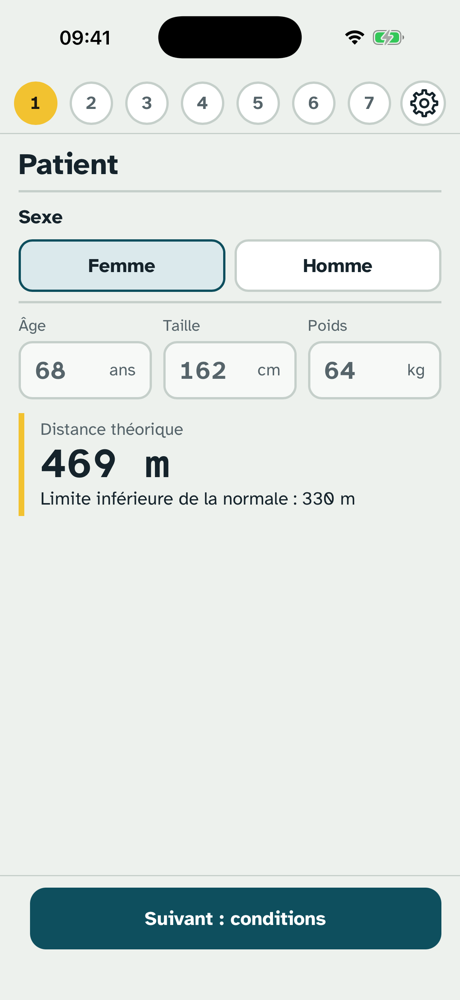 09:41
1 2 3 4 5 6 7
Patient
Sexe
Femme Homme
Âge Taille Poids
68 ans 162 cm 64 kg
Distance théorique
469 m
Limite inférieure de la normale : 330 m
Suivant : conditions